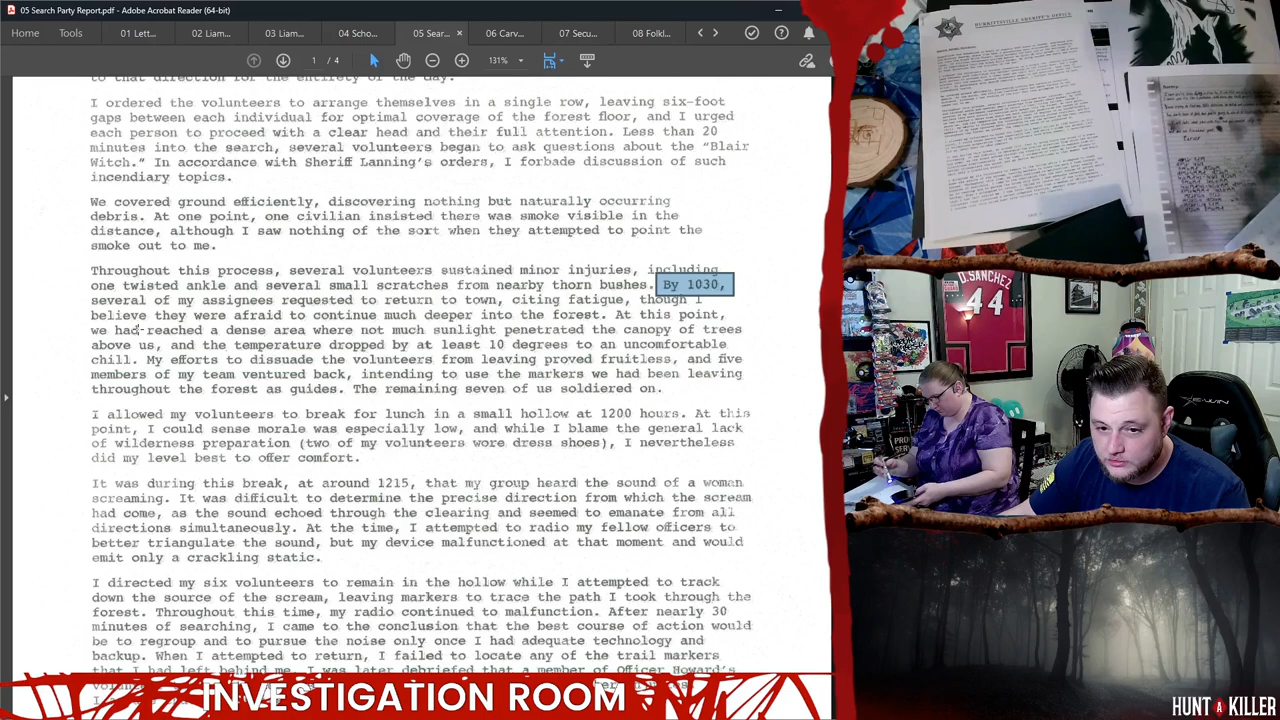 05 Search Party Report.pdf - Adobe Acrobat Reader (64-bit)
Home Tools 01 Lett... 02 Liam... 03 Liam... 04 Scho... 05 Sear... × 06 Carv... 07 Secu... 08 Folkl
1 / 4 131%
to that direction for the entirety of the day.
I ordered the volunteers to arrange themselves in a single row, leaving six-foot
gaps between each individual for optimal coverage of the forest floor, and I urged
each person to proceed with a clear head and their full attention. Less than 20
minutes into the search, several volunteers began to ask questions about the “Blair
Witch.” In accordance with Sheriff Lanning’s orders, I forbade discussion of such
incendiary topics.
We covered ground efficiently, discovering nothing but naturally occurring
debris. At one point, one civilian insisted there was smoke visible in the
distance, although I saw nothing of the sort when they attempted to point the
smoke out to me.
Throughout this process, several volunteers sustained minor injuries, including
one twisted ankle and several small scratches from nearby thorn bushes. By 1030,
several of my assignees requested to return to town, citing fatigue, though I
believe they were afraid to continue much deeper into the forest. At this point,
we had reached a dense area where not much sunlight penetrated the canopy of trees
above us, and the temperature dropped by at least 10 degrees to an uncomfortable
chill. My efforts to dissuade the volunteers from leaving proved fruitless, and five
members of my team ventured back, intending to use the markers we had been leaving
throughout the forest as guides. The remaining seven of us soldiered on.
I allowed my volunteers to break for lunch in a small hollow at 1200 hours. At this
point, I could sense morale was especially low, and while I blame the general lack
of wilderness preparation (two of my volunteers wore dress shoes), I nevertheless
did my level best to offer comfort.
It was during this break, at around 1215, that my group heard the sound of a woman
screaming. It was difficult to determine the precise direction from which the scream
had come, as the sound echoed through the clearing and seemed to emanate from all
directions simultaneously. At the time, I attempted to radio my fellow officers to
better triangulate the sound, but my device malfunctioned at that moment and would
emit only a crackling static.
I directed my six volunteers to remain in the hollow while I attempted to track
down the source of the scream, leaving markers to trace the path I took through the
forest. Throughout this time, my radio continued to malfunction. After nearly 30
minutes of searching, I came to the conclusion that the best course of action would
be to regroup and to pursue the noise only once I had adequate technology and
backup. When I attempted to return, I failed to locate any of the trail markers
that I had left behind me. I was later debriefed that a member of Officer Howard’s
BURKITTSVILLE SHERIFF'S OFFICE
D.SANCHEZ
44
INVESTIGATION ROOM
HUNT A KILLER